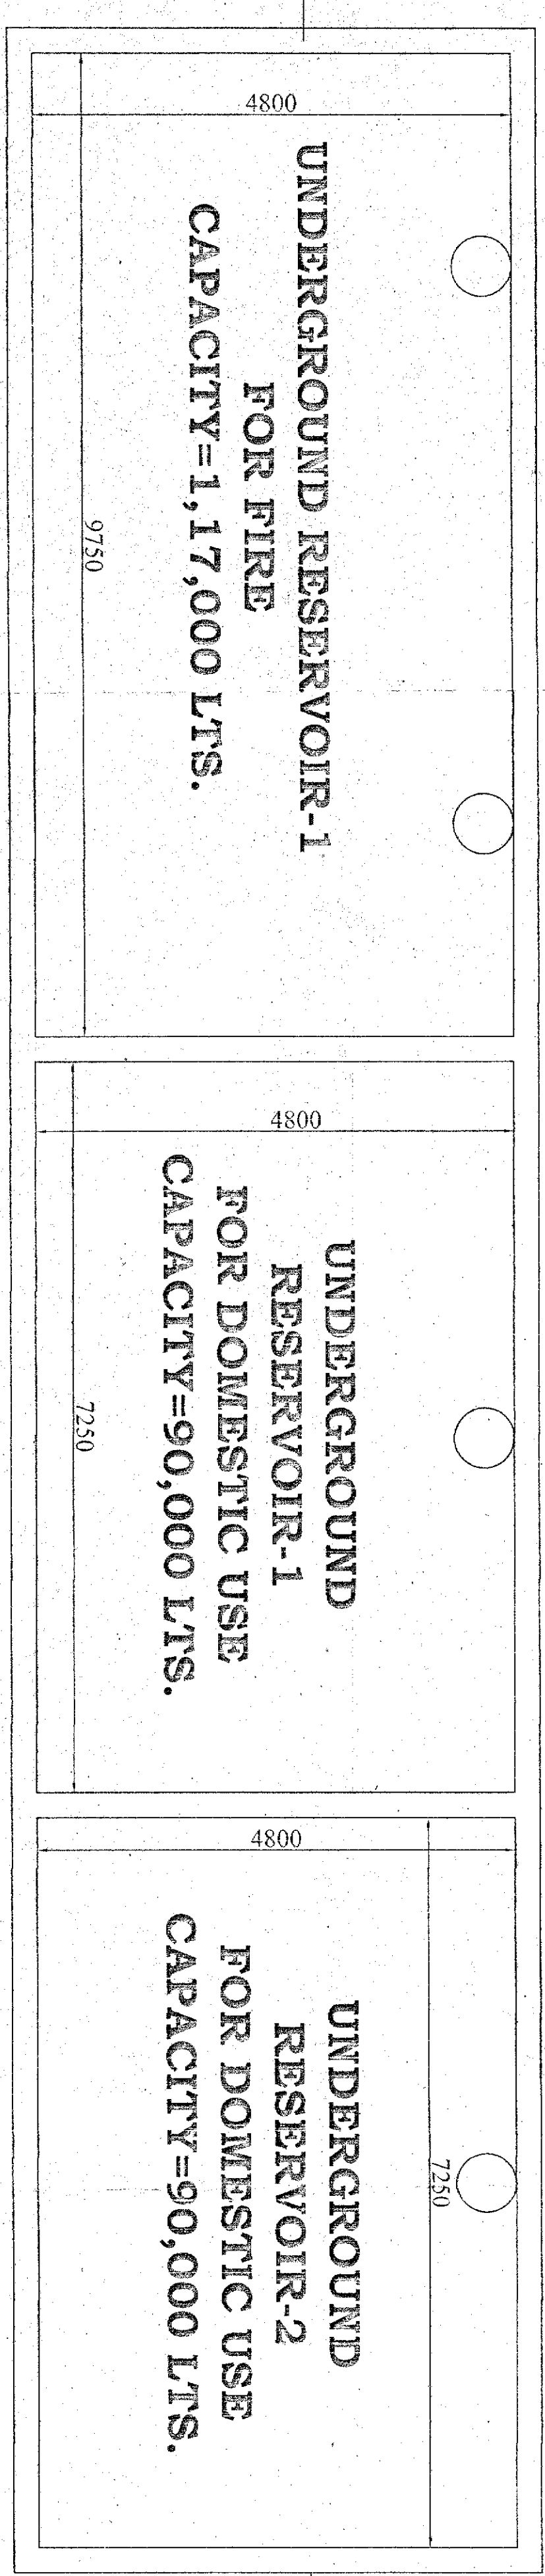 4800
UNDERGROUND RESERVOIR-1
FOR FIRE
CAPACITY=1,17,000 LTS.
9750
4800
UNDERGROUND
RESERVOIR-1
FOR DOMESTIC USE
CAPACITY=90,000 LTS.
7250
4800
7250
UNDERGROUND
RESERVOIR-2
FOR DOMESTIC USE
CAPACITY=90,000 LTS.